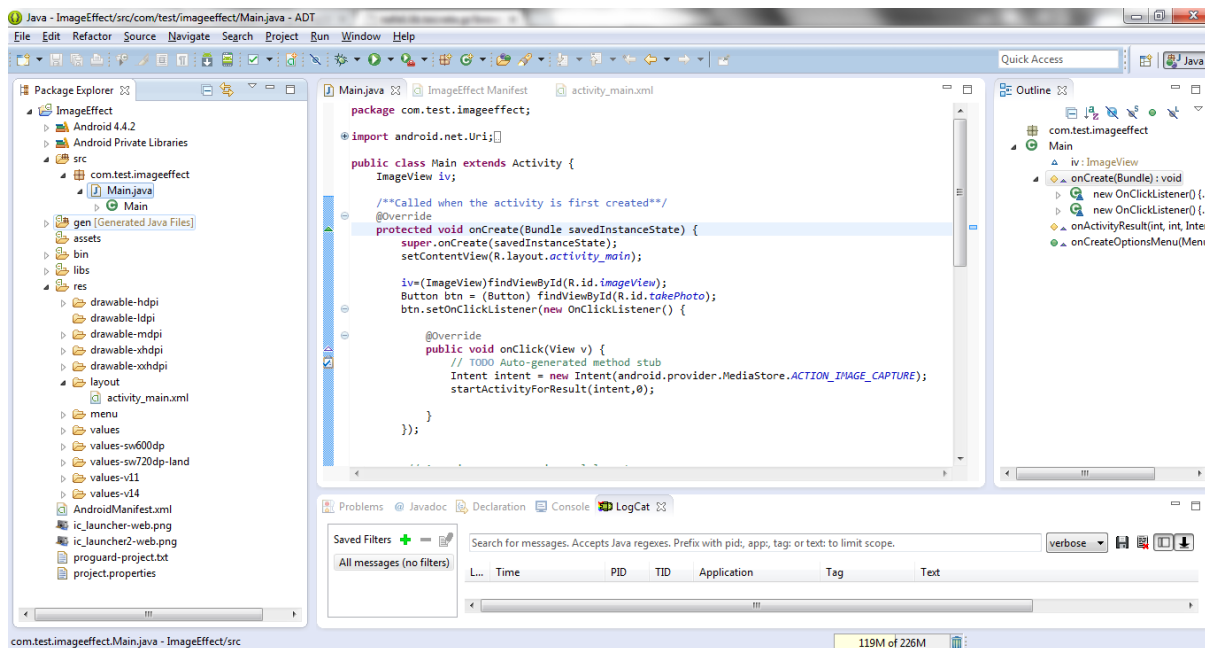 Java - ImageEffect/src/com/test/imageeffect/Main.java - ADT
File Edit Refactor Source Navigate Search Project Run Window Help
Quick Access
Java
Package Explorer
ImageEffect
Android 4.4.2
Android Private Libraries
src
com.test.imageeffect
Main.java
Main
gen [Generated Java Files]
assets
bin
libs
res
drawable-hdpi
drawable-ldpi
drawable-mdpi
drawable-xhdpi
drawable-xxhdpi
layout
activity_main.xml
menu
values
values-sw600dp
values-sw720dp-land
values-v11
values-v14
AndroidManifest.xml
ic_launcher-web.png
ic_launcher2-web.png
proguard-project.txt
project.properties
Main.java ImageEffect Manifest activity_main.xml
package com.test.imageeffect;
import android.net.Uri;
public class Main extends Activity {
ImageView iv;
/**Called when the activity is first created**/
@Override
protected void onCreate(Bundle savedInstanceState) {
super.onCreate(savedInstanceState);
setContentView(R.layout.activity_main);
iv=(ImageView)findViewById(R.id.imageView);
Button btn = (Button) findViewById(R.id.takePhoto);
btn.setOnClickListener(new OnClickListener() {
@Override
public void onClick(View v) {
// TODO Auto-generated method stub
Intent intent = new Intent(android.provider.MediaStore.ACTION_IMAGE_CAPTURE);
startActivityForResult(intent,0);
}
});
Outline
com.test.imageeffect
Main
iv : ImageView
onCreate(Bundle) : void
new OnClickListener() {.
new OnClickListener() {.
onActivityResult(int, int, Inte
onCreateOptionsMenu(Menu
Problems @ Javadoc Declaration Console LogCat
Saved Filters
All messages (no filters)
Search for messages. Accepts Java regexes. Prefix with pid:, app:, tag: or text: to limit scope.
verbose
L... Time PID TID Application Tag Text
com.test.imageeffect.Main.java - ImageEffect/src
119M of 226M